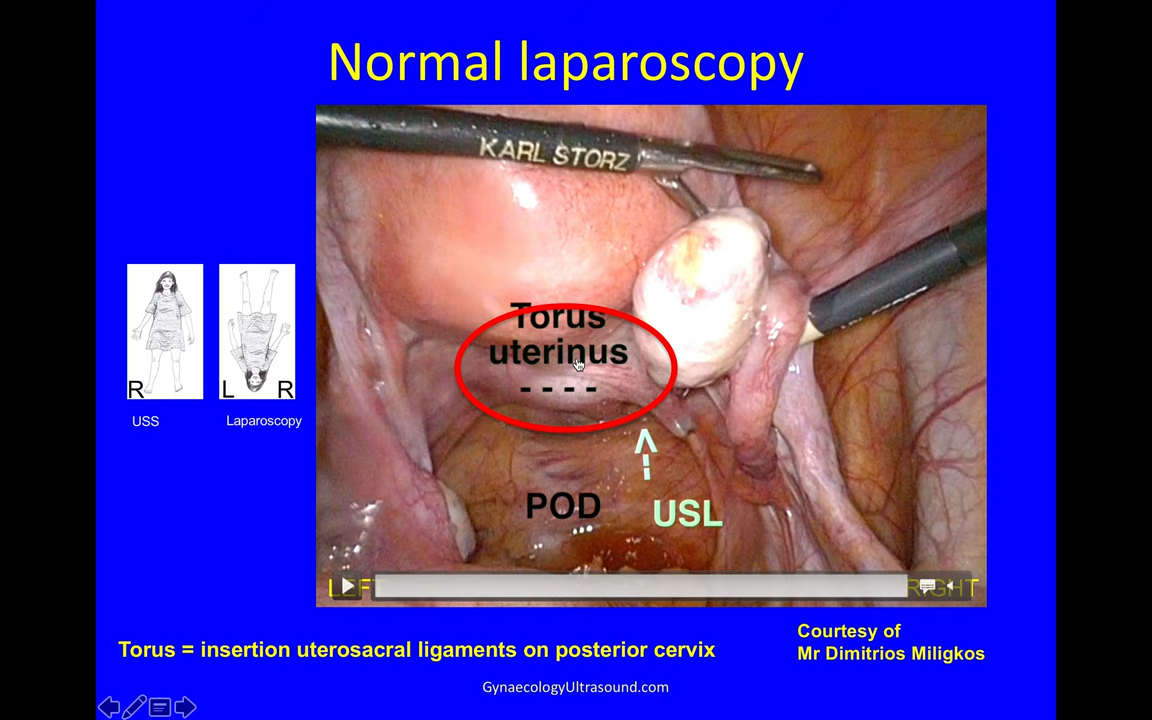 Normal laparoscopy
KARL STORZ
Torus
uterinus
- - - -
POD
USL
LEFT
RIGHT
R
L
R
USS
Laparoscopy
Torus = insertion uterosacral ligaments on posterior cervix
Courtesy of
Mr Dimitrios Miligkos
GynaecologyUltrasound.com